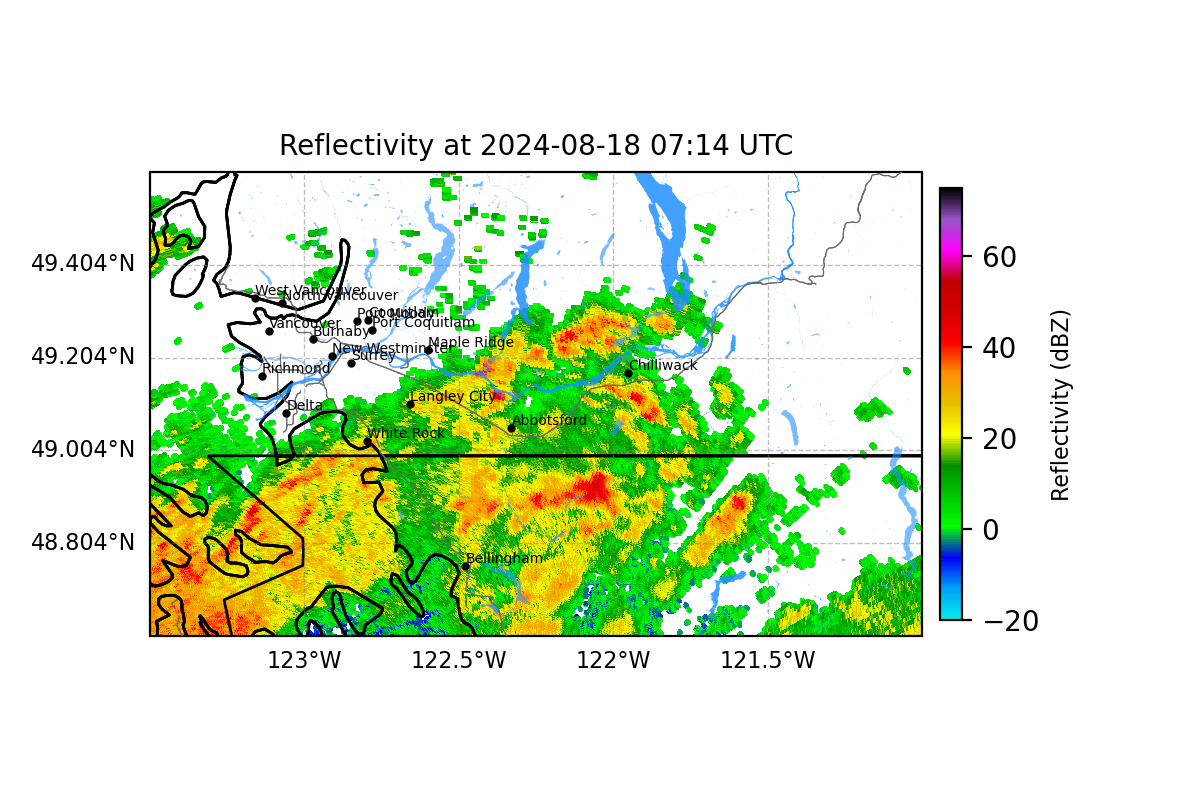 Reflectivity at 2024-08-18 07:14 UTC
49.404°N
49.204°N
49.004°N
48.804°N
West Vancouver
North Vancouver
Port Moody
Coquitlam
Vancouver
Burnaby
Port Coquitlam
New Westminster
Maple Ridge
Surrey
Richmond
Chilliwack
Delta
Langley City
Abbotsford
White Rock
Bellingham
123°W
122.5°W
122°W
121.5°W
60
40
20
0
−20
Reflectivity (dBZ)